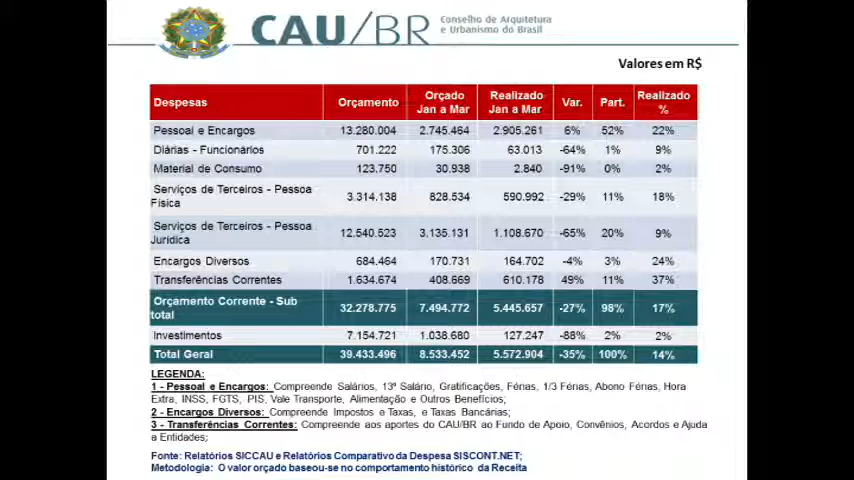 CAU/BR Conselho de Arquitetura
e Urbanismo do Brasil
Valores em R$
Despesas Orçamento Orçado Jan a Mar Realizado Jan a Mar Var. Part. Realizado %
Pessoal e Encargos 13.280.004 2.745.464 2.905.261 6% 52% 22%
Diárias - Funcionários 701.222 175.306 63.013 -64% 1% 9%
Material de Consumo 123.750 30.938 2.840 -91% 0% 2%
Serviços de Terceiros - Pessoa
Física 3.314.138 828.534 590.992 -29% 11% 18%
Serviços de Terceiros - Pessoa
Jurídica 12.540.523 3.135.131 1.108.670 -65% 20% 9%
Encargos Diversos 684.464 170.731 164.702 -4% 3% 24%
Transferências Correntes 1.634.674 408.669 610.178 49% 11% 37%
Orçamento Corrente - Sub
total 32.278.775 7.494.772 5.445.657 -27% 98% 17%
Investimentos 7.154.721 1.038.680 127.247 -88% 2% 2%
Total Geral 39.433.496 8.533.452 5.572.904 -35% 100% 14%
LEGENDA:
1 - Pessoal e Encargos: Compreende Salários, 13º Salário, Gratificações, Férias, 1/3 Férias, Abono Férias, Hora
Extra, INSS, FGTS, PIS, Vale Transporte, Alimentação e Outros Benefícios;
2 - Encargos Diversos: Compreende Impostos e Taxas, e Taxas Bancárias;
3 - Transferências Correntes: Compreende aos aportes do CAU/BR ao Fundo de Apoio, Convênios, Acordos e Ajuda
a Entidades;
Fonte: Relatórios SICCAU e Relatórios Comparativo da Despesa SISCONT.NET;
Metodologia: O valor orçado baseou-se no comportamento histórico da Receita